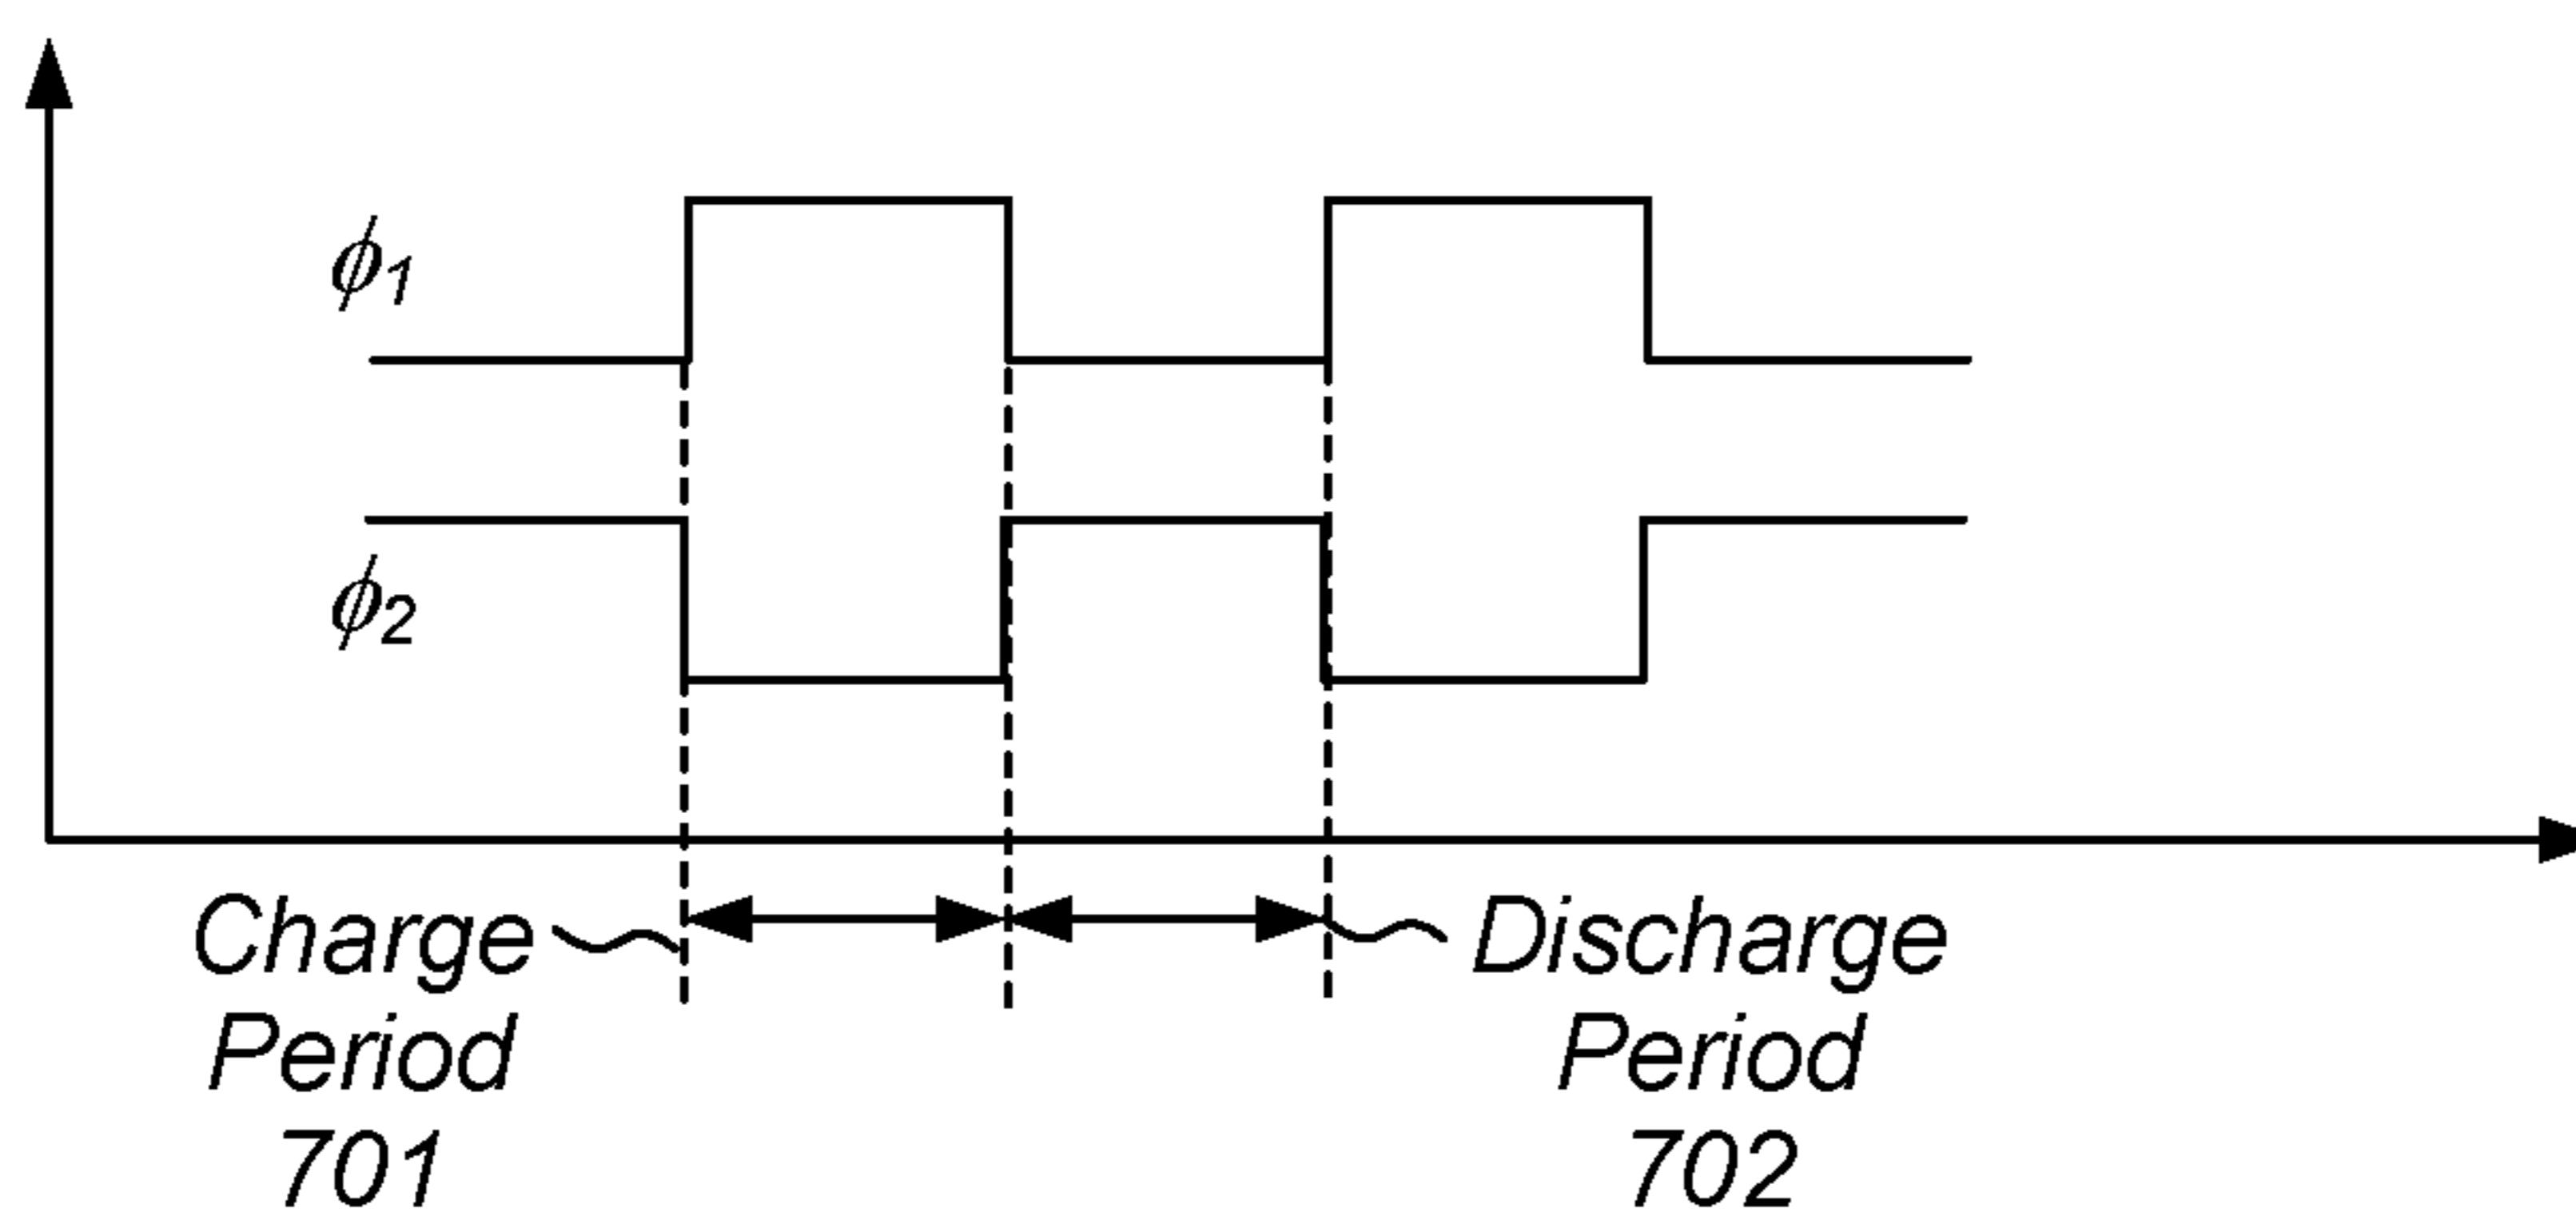 ϕ1
ϕ2
Charge
Period
701
Discharge
Period
702